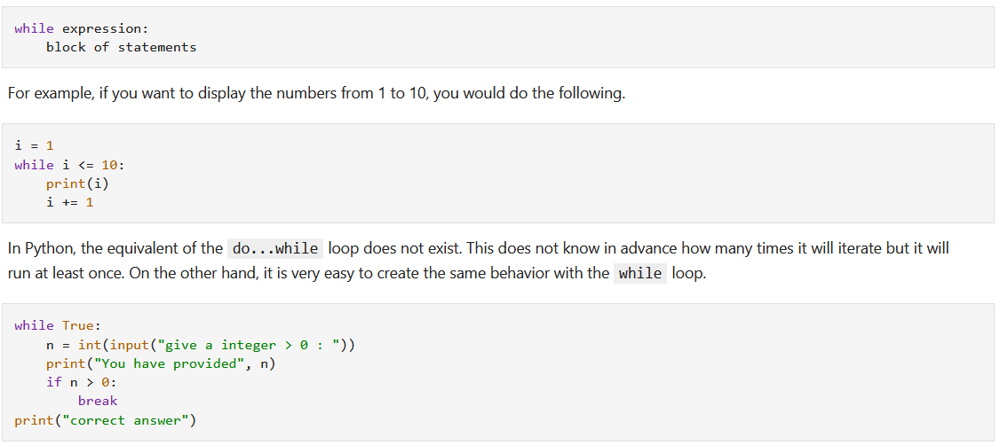 while expression:
    block of statements
For example, if you want to display the numbers from 1 to 10, you would do the following.
i = 1
while i <= 10:
    print(i)
    i += 1
In Python, the equivalent of the do...while loop does not exist. This does not know in advance how many times it will iterate but it will
run at least once. On the other hand, it is very easy to create the same behavior with the while loop.
while True:
    n = int(input("give a integer > 0 : "))
    print("You have provided", n)
    if n > 0:
        break
print("correct answer")